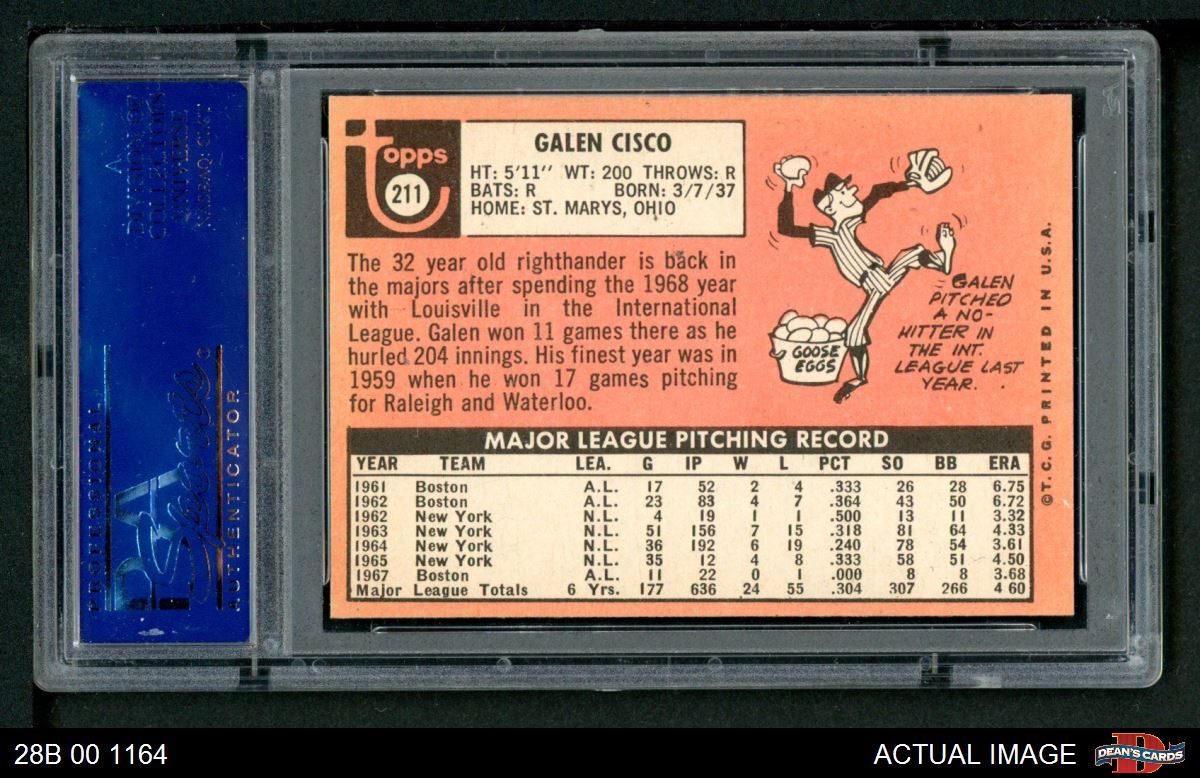 A
DIVISION OF
COLLECTORS
UNIVERSE
NASDAQ: CLCT
PSA
PROFESSIONAL
AUTHENTICATOR
topps
211
GALEN CISCO
HT: 5'11" WT: 200 THROWS: R
BATS: R BORN: 3/7/37
HOME: ST. MARYS, OHIO
The 32 year old righthander is back in
the majors after spending the 1968 year
with Louisville in the International
League. Galen won 11 games there as he
hurled 204 innings. His finest year was in
1959 when he won 17 games pitching
for Raleigh and Waterloo.
GOOSE
EGGS
GALEN
PITCHED
A NO-
HITTER IN
THE INT.
LEAGUE LAST
YEAR.
© T.C.G. PRINTED IN U.S.A.
MAJOR LEAGUE PITCHING RECORD
YEAR TEAM LEA. G IP W L PCT SO BB ERA
1961 Boston A.L. 17 52 2 4 .333 26 28 6.75
1962 Boston A.L. 23 83 4 7 .364 43 50 6.72
1962 New York N.L. 4 19 1 1 .500 13 11 3.32
1963 New York N.L. 51 156 7 15 .318 81 64 4.33
1964 New York N.L. 36 192 6 19 .240 78 54 3.61
1965 New York N.L. 35 12 4 8 .333 58 51 4.50
1967 Boston A.L. 11 22 0 1 .000 8 8 3.68
Major League Totals 6 Yrs. 177 636 24 55 .304 307 266 4 60
28B 00 1164
ACTUAL IMAGE
DEAN'S CARDS